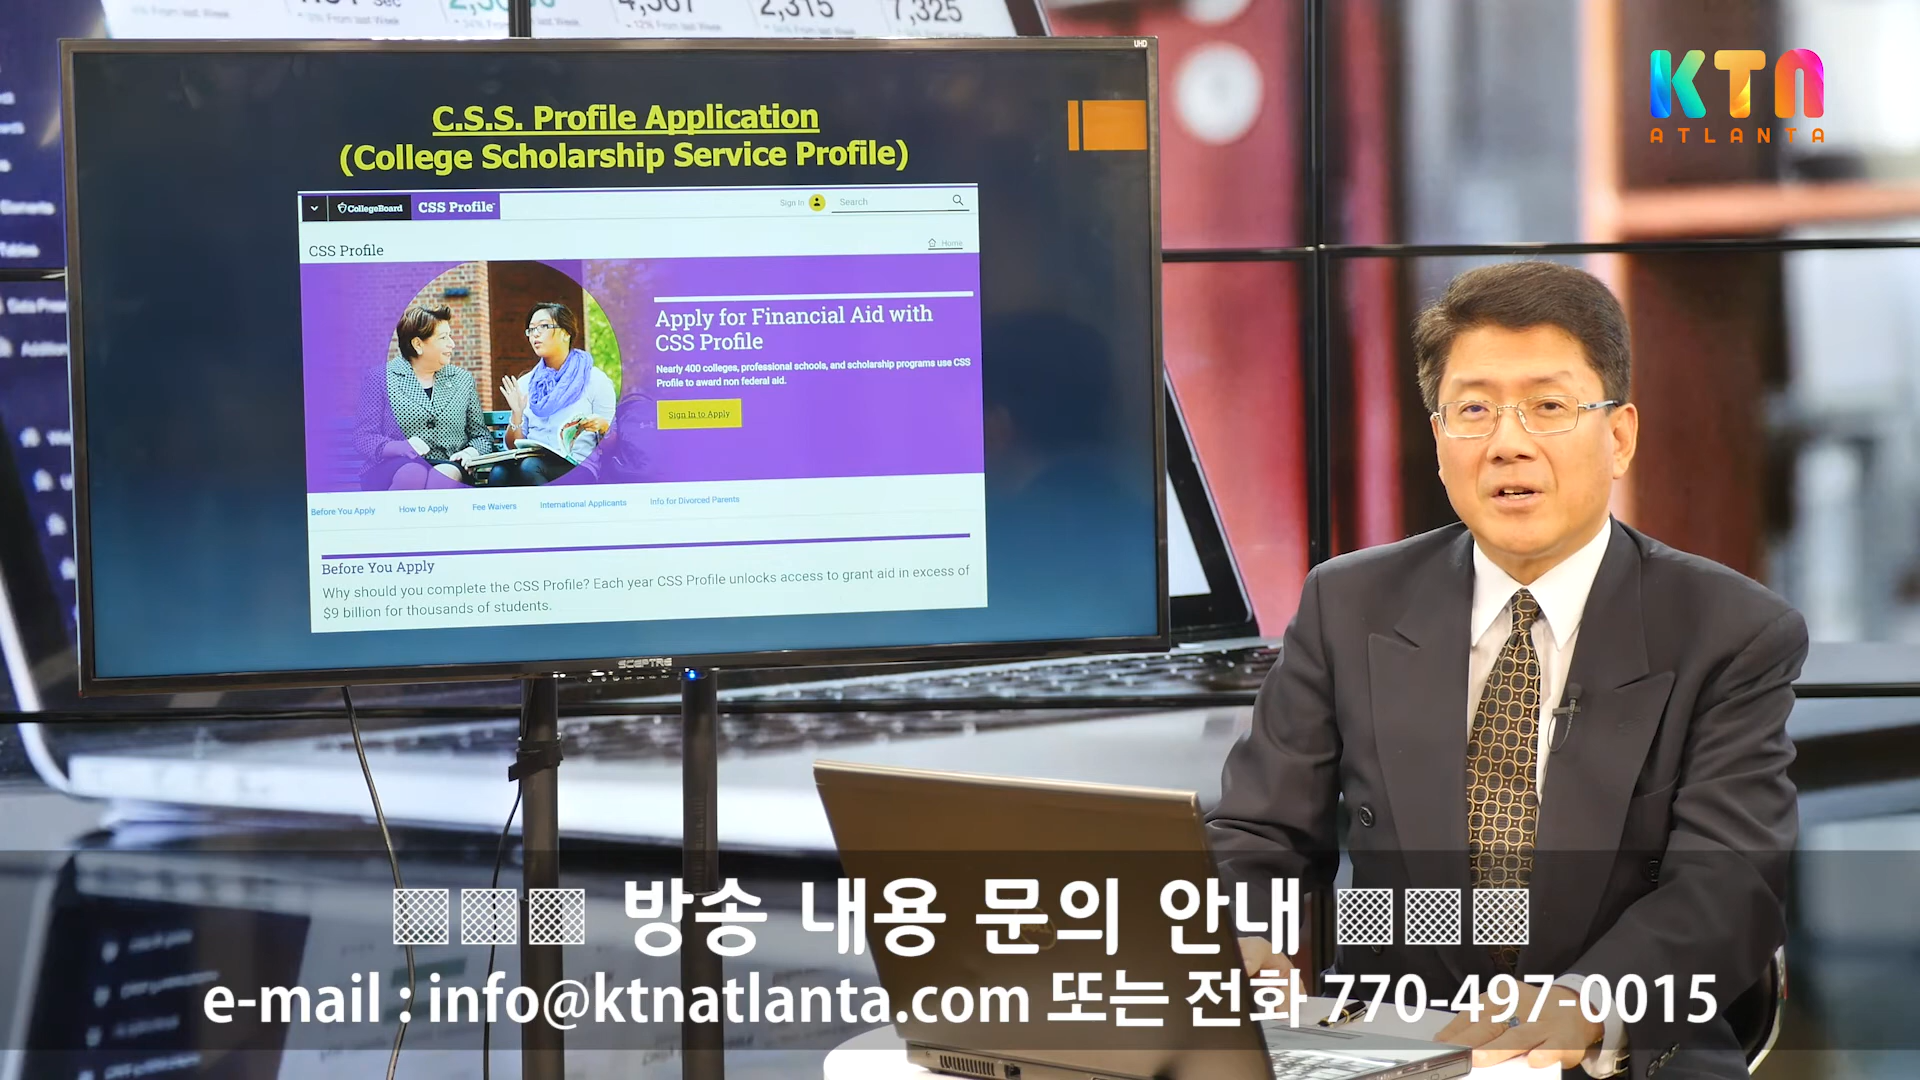 2,315
7,325
UHD
KTN
ATLANTA
C.S.S. Profile Application
(College Scholarship Service Profile)
CollegeBoard
CSS Profile
Sign In
Search
CSS Profile
Home
Apply for Financial Aid with
CSS Profile
Nearly 400 colleges, professional schools, and scholarship programs use CSS
Profile to award non federal aid.
Sign In to Apply
Before You Apply How to Apply Fee Waivers International Applicants Info for Divorced Parents
Before You Apply
Why should you complete the CSS Profile? Each year CSS Profile unlocks access to grant aid in excess of
$9 billion for thousands of students.
SCEPTRE
방송 내용 문의 안내
e-mail : info@ktnatlanta.com 또는 전화 770-497-0015